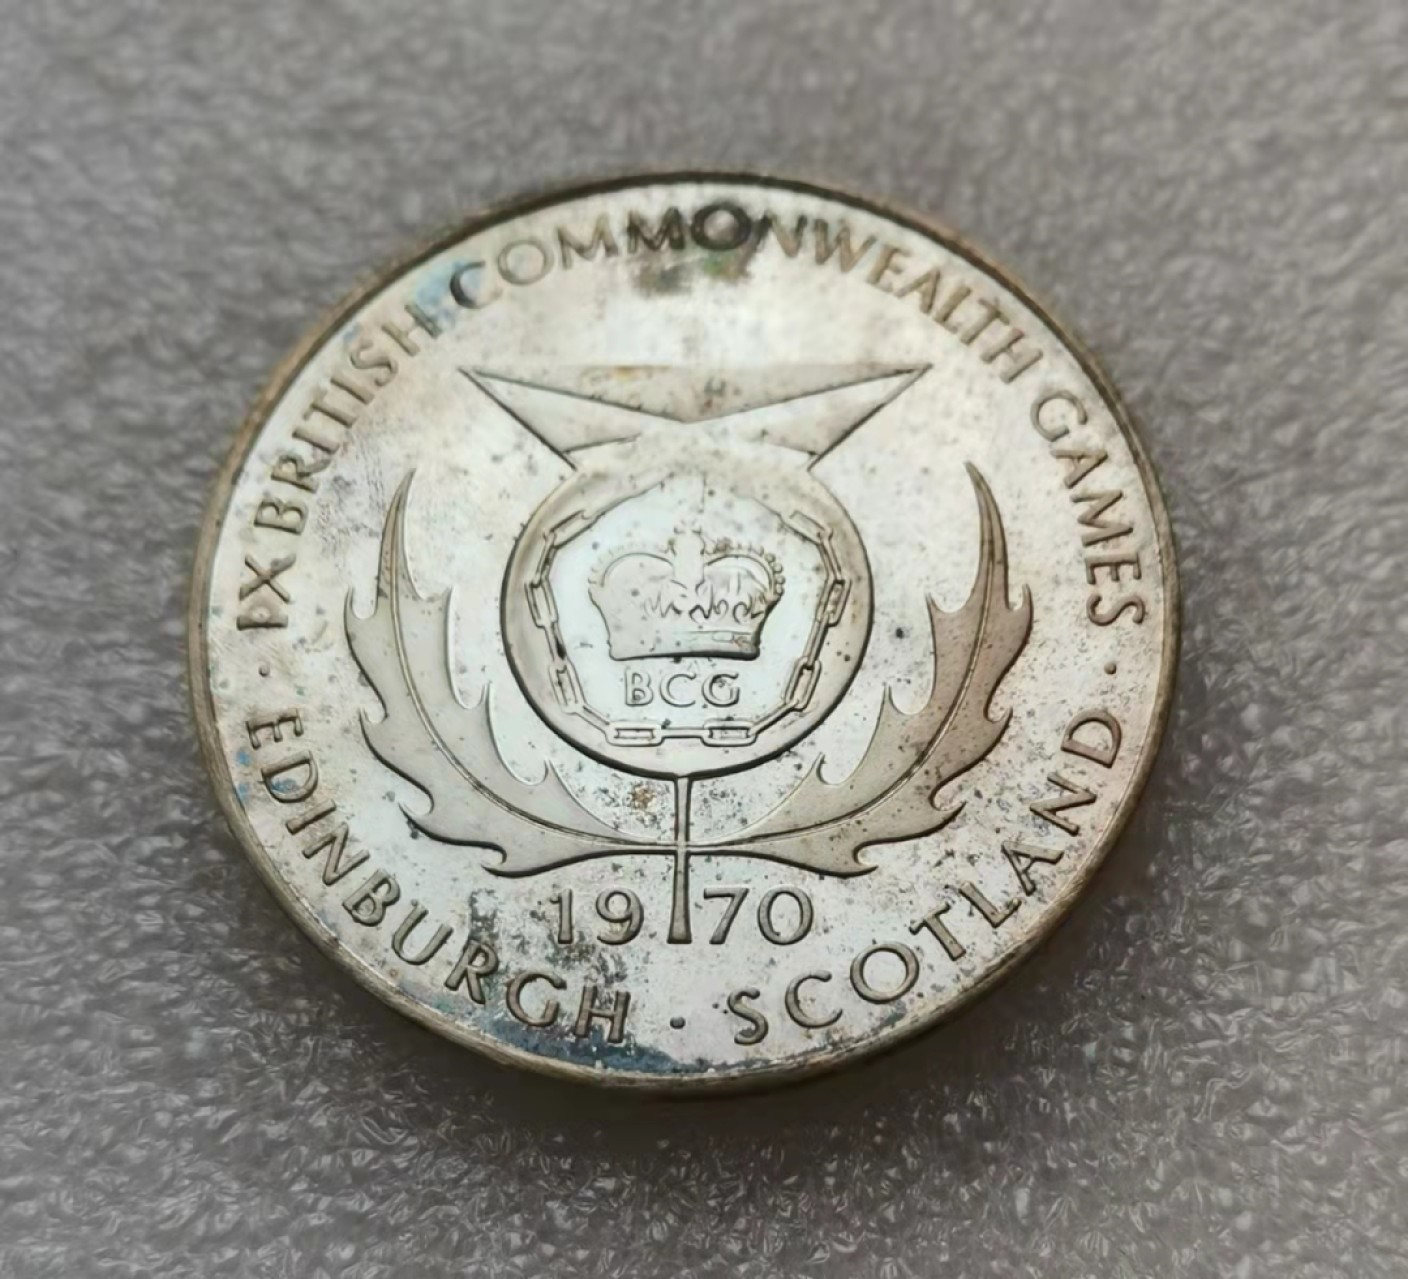 IX BRITISH COMMONWEALTH GAMES ·
EDINBURGH · SCOTLAND ·
BCG
1970